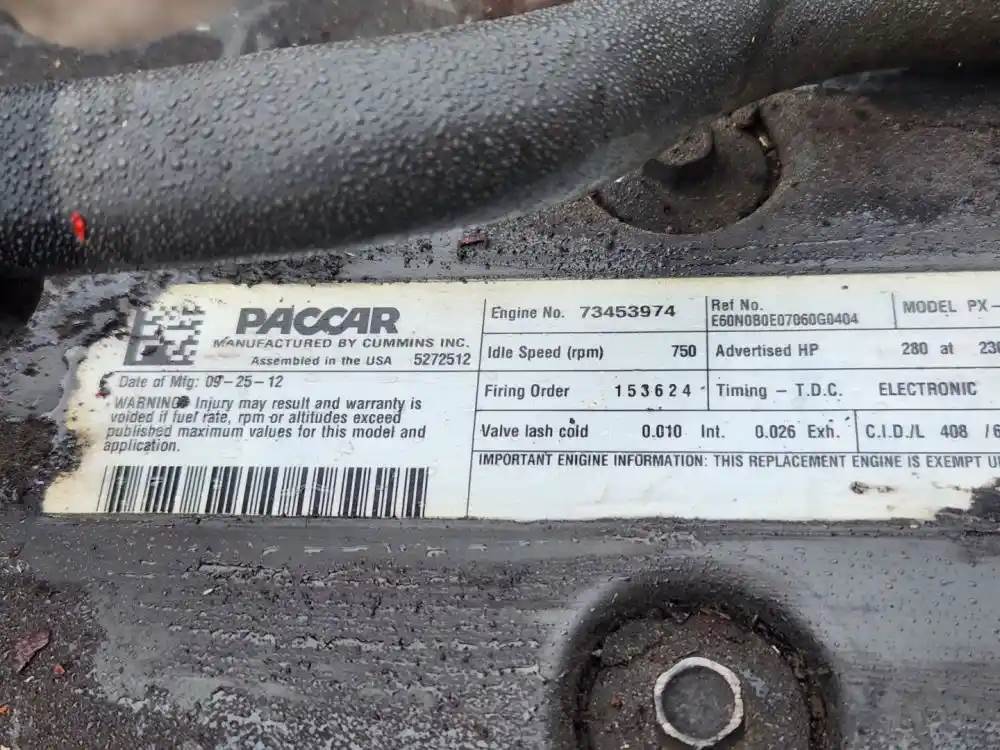 PACCAR
MANUFACTURED BY CUMMINS INC.
Assembled in the USA 5272512
Date of Mfg: 09-25-12
WARNING Injury may result and warranty is
voided if fuel rate, rpm or altitudes exceed
published maximum values for this model and
application.
Engine No. 73453974
Ref No.
E60N080E07060G0404
MODEL PX-
Idle Speed (rpm) 750
Advertised HP 280 at 230
Firing Order 153624
Timing - T.D.C. ELECTRONIC
Valve lash cold 0.010 Int. 0.026 Exh.
C.I.D./L 408 /6
IMPORTANT ENGINE INFORMATION: THIS REPLACEMENT ENGINE IS EXEMPT